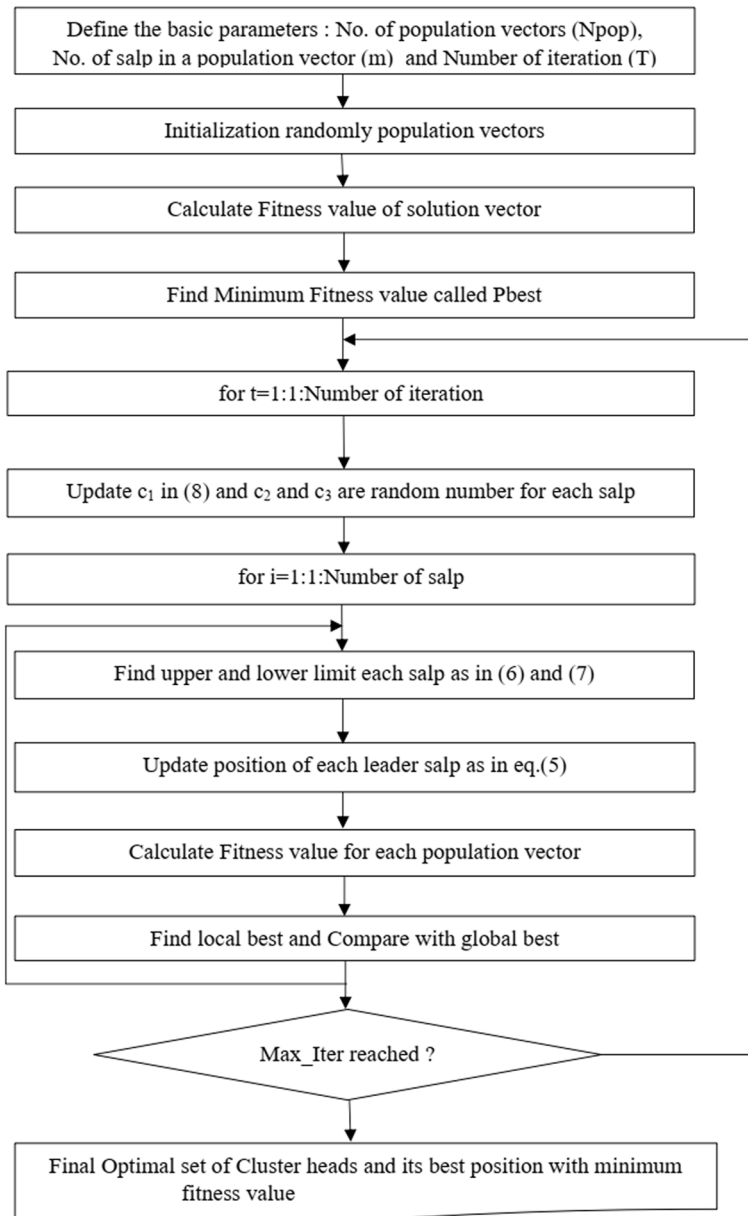 Define the basic parameters : No. of population vectors (Npop),
No. of salp in a population vector (m) and Number of iteration (T)
Initialization randomly population vectors
Calculate Fitness value of solution vector
Find Minimum Fitness value called Pbest
for t=1:1:Number of iteration
Update c₁ in (8) and c₂ and c₃ are random number for each salp
for i=1:1:Number of salp
Find upper and lower limit each salp as in (6) and (7)
Update position of each leader salp as in eq.(5)
Calculate Fitness value for each population vector
Find local best and Compare with global best
Max_Iter reached ?
Final Optimal set of Cluster heads and its best position with minimum
fitness value